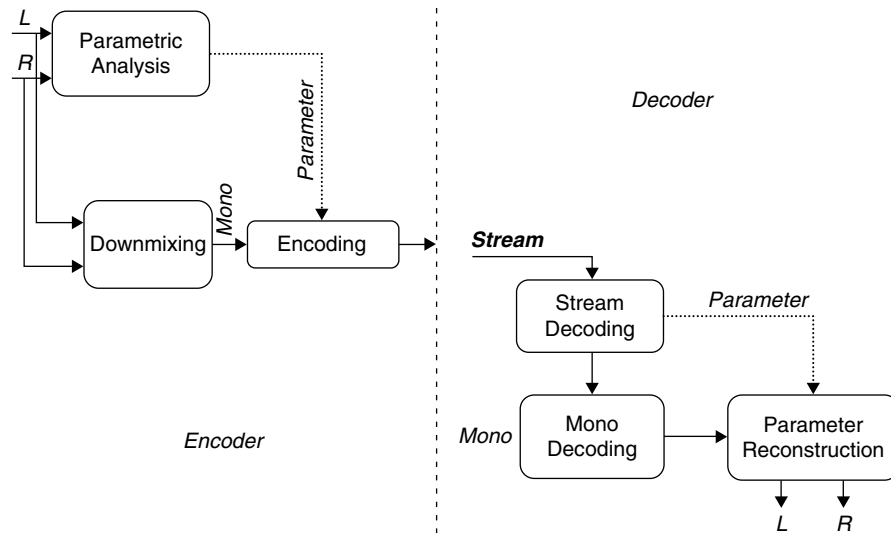 L
R
Parametric
Analysis
Parameter
Decoder
Mono
Downmixing
Encoding
Stream
Stream
Decoding
Parameter
Encoder
Mono
Mono
Decoding
Parameter
Reconstruction
L
R